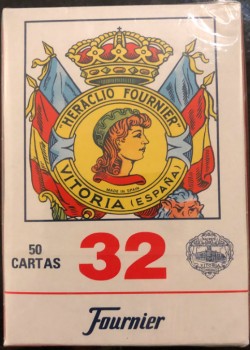 "HERACLIO FOURNIER"
VITORIA (ESPAÑA)
MADE IN SPAIN
50
CARTAS
32
Fournier